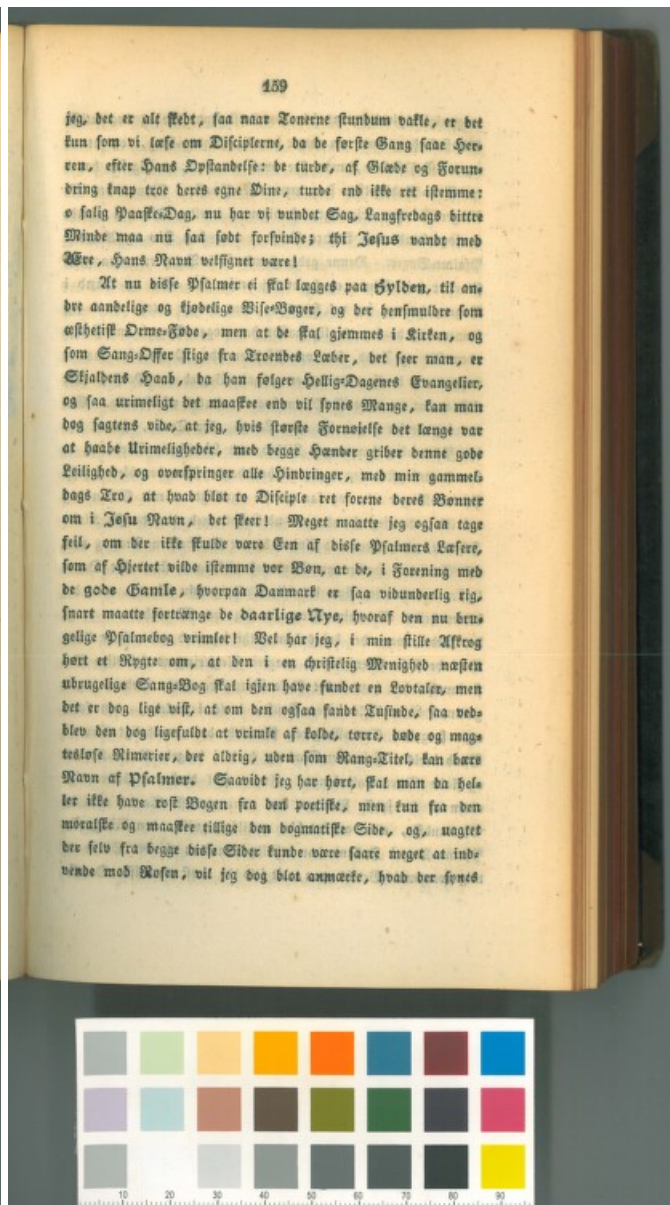 159
jeg, det er alt skedt, saa naar Tonerne stundum vakle, er det
kun som vi læse om Disciplerne, da de første Gang saae Her-
ren, efter Hans Opstandelse: de turde, af Glæde og Forun-
dring knap troe deres egne Øine, turde end ikke ret istemme:
o salig Paaske-Dag, nu har vi vundet Sag, Langfredags bittre
Minde maa nu saa sødt forsvinde; thi Jesus vandt med
Ære, Hans Navn velsignet være!
At nu disse Psalmer ei skal lægges paa Hylden, til an-
dre aandelige og kjødelige Vise-Bøger, og der hensmuldre som
æsthetisk Orme-Føde, men at de skal gjemmes i Kirken, og
som Sang-Offer stige fra Troendes Læber, det seer man, er
Skjaldens Haab, da han følger Hellig-Dagenes Evangelier,
og saa urimeligt det maaskee end vil synes Mange, kan man
dog sagtens vide, at jeg, hvis største Fornøielse det længe var
at haabe Urimeligheder, med begge Hænder griber denne gode
Leilighed, og overspringer alle Hindringer, med min gammel-
dags Tro, at hvad blot to Disciple ret forene deres Bønner
om i Jesu Navn, det skeer! Meget maatte jeg ogsaa tage
feil, om der ikke skulde være Een af disse Psalmers Læsere,
som af Hjertet vilde istemme vor Bøn, at de, i Forening med
de gode Gamle, hvorpaa Danmark er saa vidunderlig rig,
snart maatte fortrænge de daarlige Nye, hvoraf den nu bru-
gelige Psalmebog vrimler! Vel har jeg, i min stille Afkrog
hørt et Rygte om, at den i en christelig Menighed næsten
ubrugelige Sang-Bog skal igjen have fundet en Lovtaler, men
det er dog lige vist, at om den ogsaa fandt Tusinde, saa ved-
blev den dog ligefuldt at vrimle af kolde, tørre, døde og mag-
tesløse Rimerier, der aldrig, uden som Rang-Titel, kan bære
Navn af Psalmer. Saavidt jeg har hørt, skal man da hel-
ler ikke have rost Bogen fra den poetiske, men kun fra den
moralske og maaskee tillige den dogmatiske Side, og, uagtet
der selv fra begge disse Sider kunde være saare meget at ind-
vende mod Rosen, vil jeg dog blot anmærke, hvad der synes
10 20 30 40 50 60 70 80 90